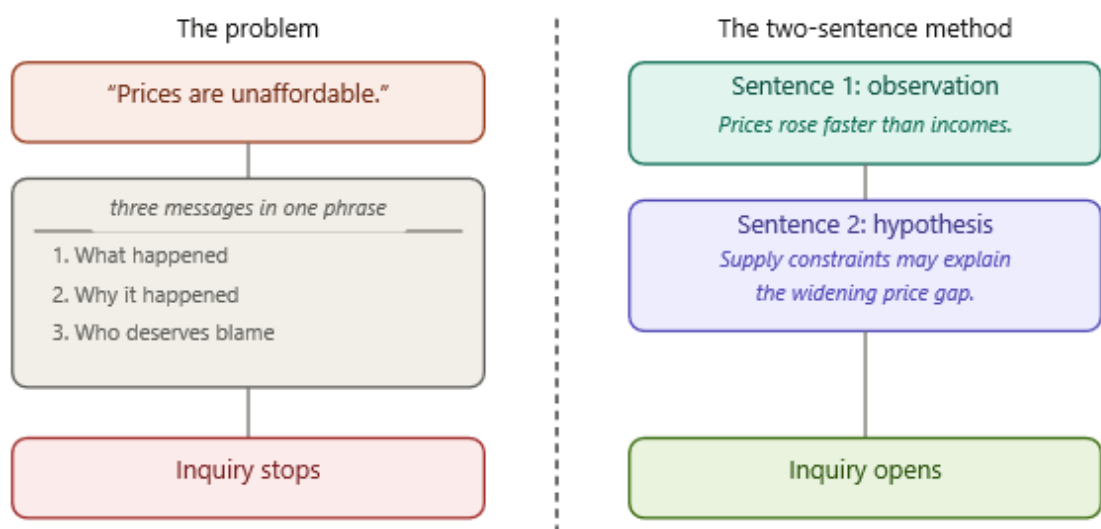 The problem
“Prices are unaffordable.”
three messages in one phrase
1. What happened
2. Why it happened
3. Who deserves blame
Inquiry stops
The two-sentence method
Sentence 1: observation
Prices rose faster than incomes.
Sentence 2: hypothesis
Supply constraints may explain
the widening price gap.
Inquiry opens